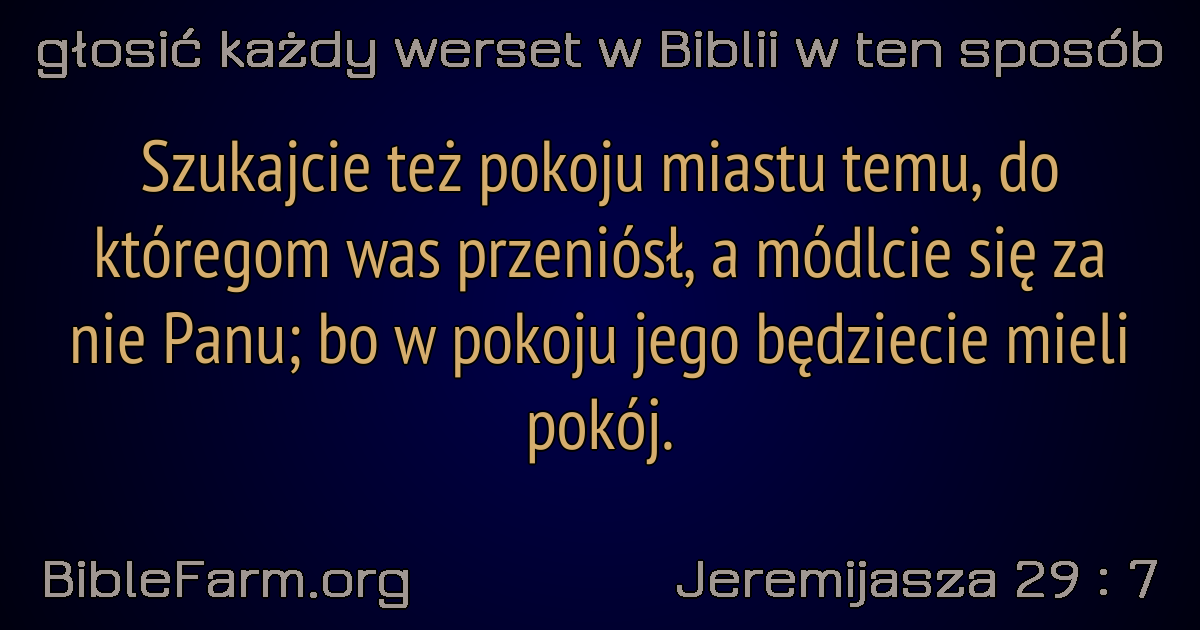 głosić każdy werset w Biblii w ten sposób
Szukajcie też pokoju miastu temu, do
któregom was przeniósł, a módlcie się za
nie Panu; bo w pokoju jego będziecie mieli
pokój.
BibleFarm.org
Jeremijasza 29 : 7